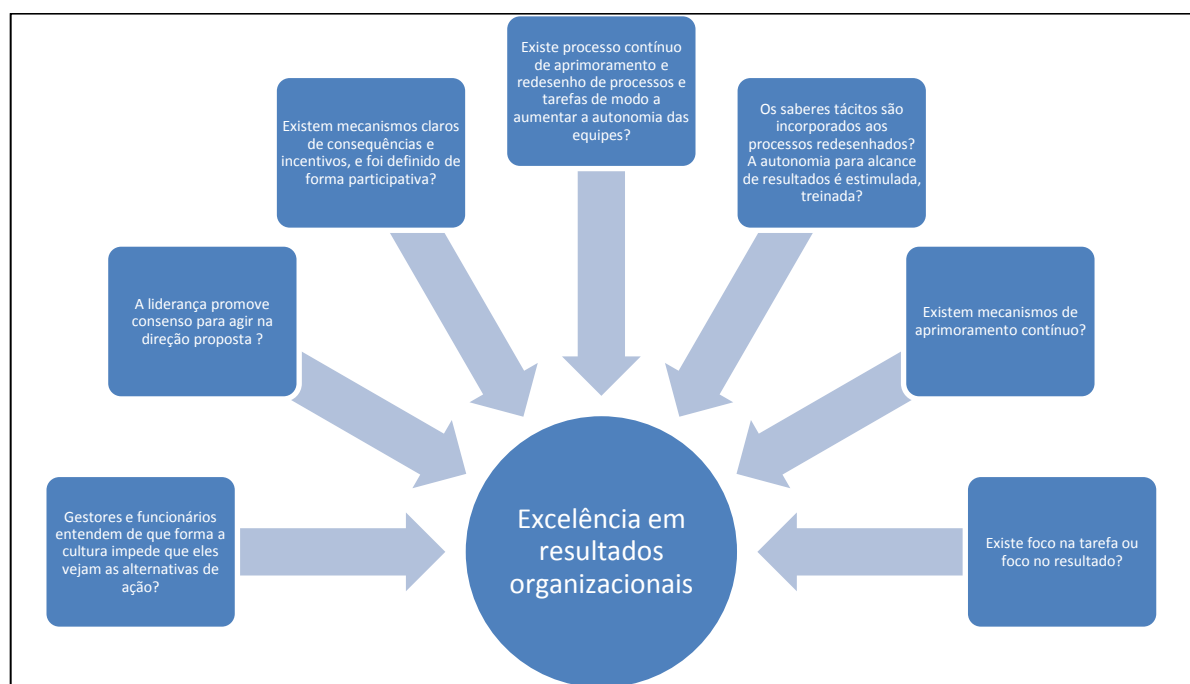 Existe processo contínuo
de aprimoramento e
redesenho de processos e
tarefas de modo a
aumentar a autonomia das
equipes?
Existem mecanismos claros
de consequências e
incentivos, e foi definido de
forma participativa?
Os saberes tácitos são
incorporados aos
processos redesenhados?
A autonomia para alcance
de resultados é estimulada,
treinada?
A liderança promove
consenso para agir na
direção proposta ?
Existem mecanismos de
aprimoramento contínuo?
Gestores e funcionários
entendem de que forma a
cultura impede que eles
vejam as alternativas de
ação?
Excelência em
resultados
organizacionais
Existe foco na tarefa ou
foco no resultado?